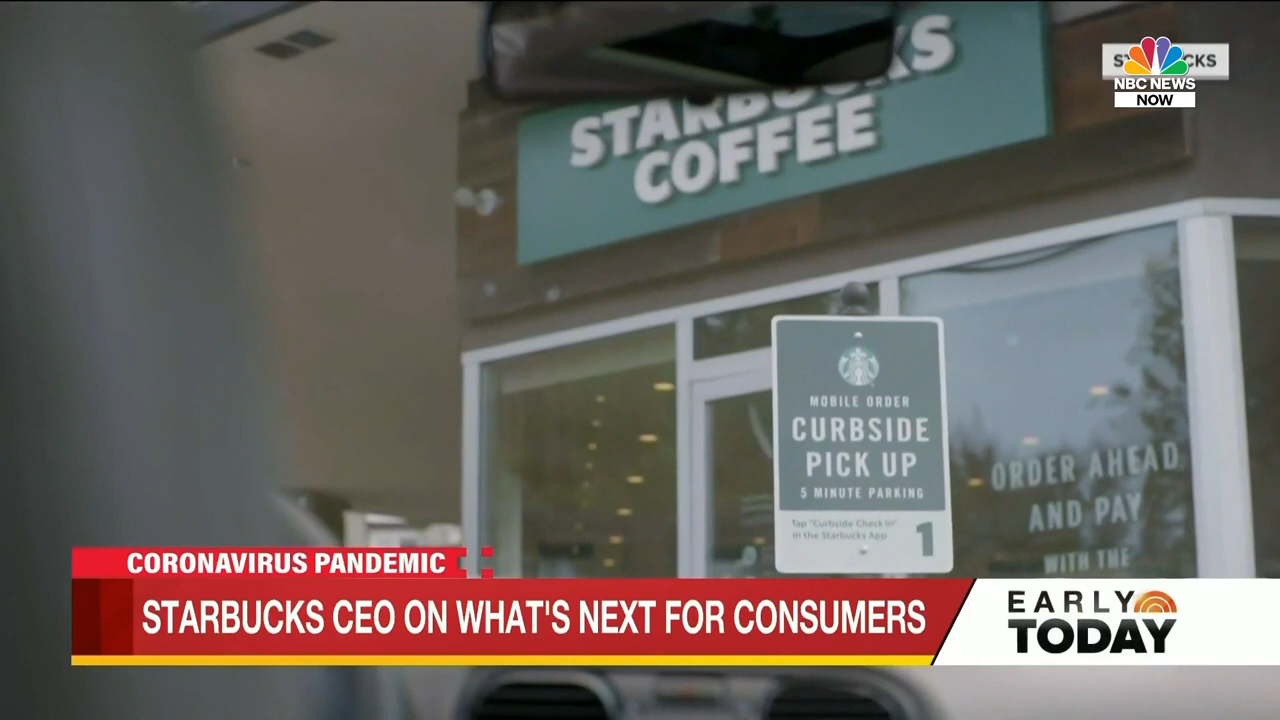 STARBUCKS
COFFEE
NBC NEWS
NOW
MOBILE ORDER
CURBSIDE
PICK UP
5 MINUTE PARKING
Tap "Curbside Check In"
in the Starbucks App
1
ORDER AHEAD
AND PAY
WITH THE
CORONAVIRUS PANDEMIC
STARBUCKS CEO ON WHAT'S NEXT FOR CONSUMERS
EARLY
TODAY